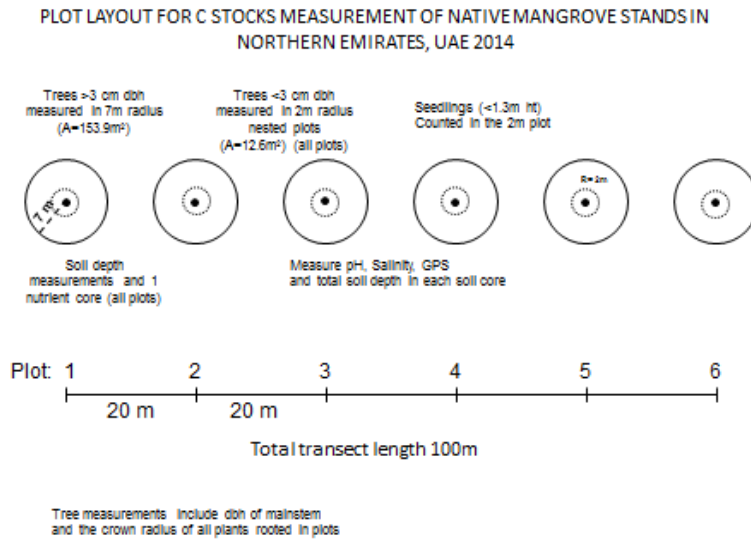 PLOT LAYOUT FOR C STOCKS MEASUREMENT OF NATIVE MANGROVE STANDS IN
NORTHERN EMIRATES, UAE 2014
Trees >3 cm dbh
measured in 7m radius
(A=153.9m²)
Trees <3 cm dbh
measured in 2m radius
nested plots
(A=12.6m²) (all plots)
Seedlings (<1.3m ht)
Counted in the 2m plot
7 m
R=2m
Soil depth
measurements and 1
nutrient core (all plots)
Measure pH, Salinity, GPS
and total soil depth in each soil core
Plot: 1 2 3 4 5 6
20 m 20 m
Total transect length 100m
Tree measurements include dbh of mainstem
and the crown radius of all plants rooted in plots